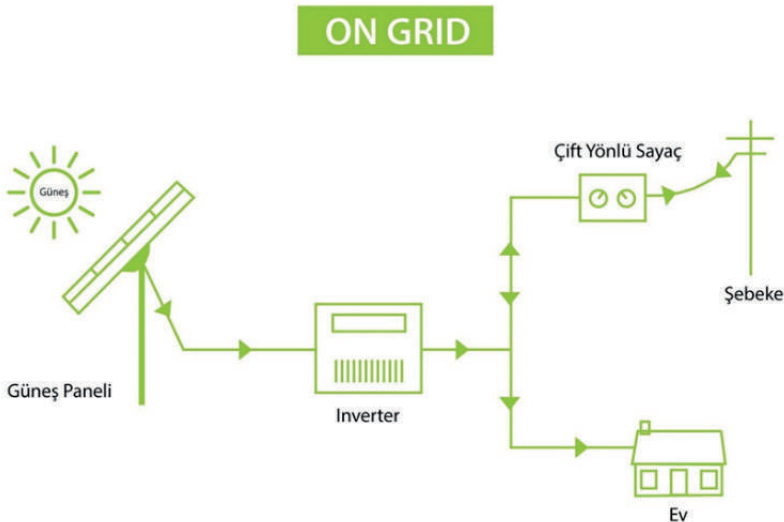 ON GRID
Güneş
Çift Yönlü Sayaç
Şebeke
Güneş Paneli
Inverter
Ev